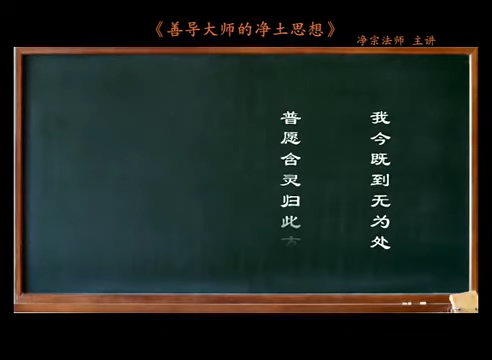 《善导大师的净土思想》
净宗法师 主讲
我今既到无为处
普愿含灵归此方